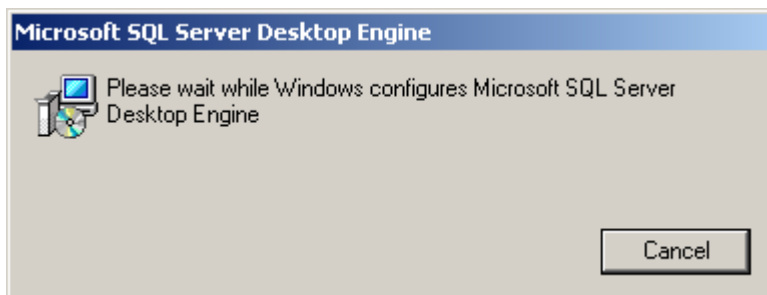 Microsoft SQL Server Desktop Engine
Please wait while Windows configures Microsoft SQL Server
Desktop Engine
Cancel